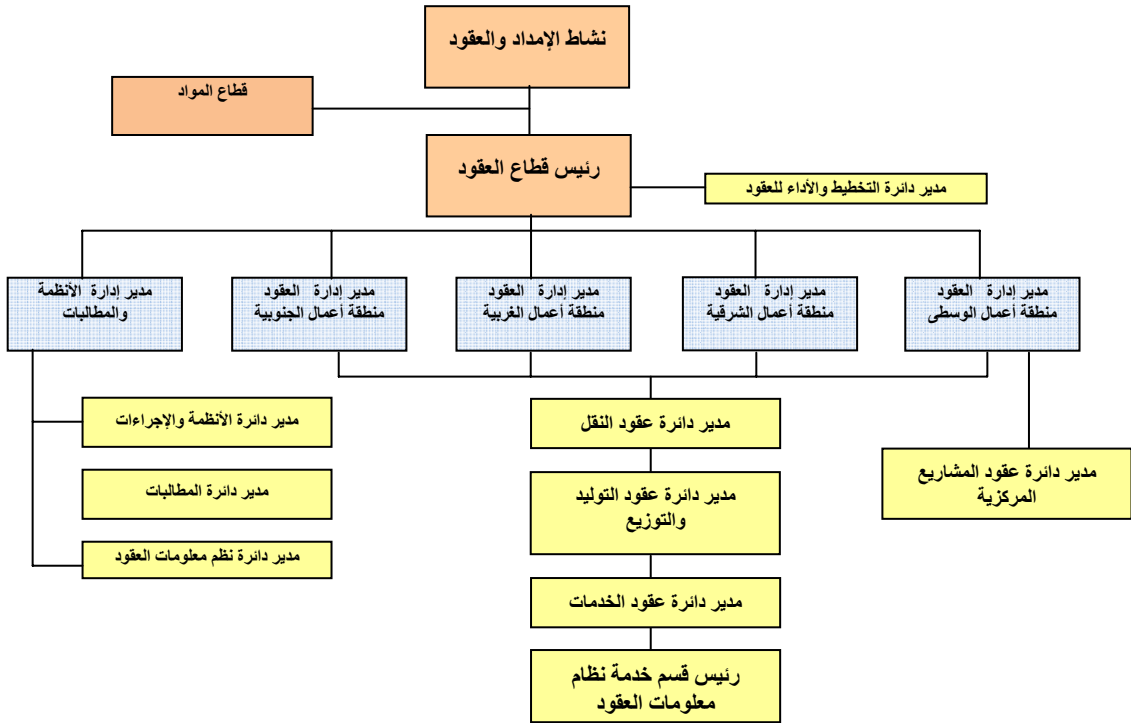 نشاط الإمداد والعقود
قطاع المواد
رئيس قطاع العقود
مدير دائرة التخطيط والأداء للعقود
مدير إدارة العقود
منطقة أعمال الوسطى
مدير إدارة العقود
منطقة أعمال الشرقية
مدير إدارة العقود
منطقة أعمال الغربية
مدير إدارة العقود
منطقة أعمال الجنوبية
مدير إدارة الأنظمة
والمطالبات
مدير دائرة عقود المشاريع
المركزية
مدير دائرة عقود النقل
مدير دائرة عقود التوليد
والتوزيع
مدير دائرة عقود الخدمات
رئيس قسم خدمة نظام
معلومات العقود
مدير دائرة الأنظمة والإجراءات
مدير دائرة المطالبات
مدير دائرة نظم معلومات العقود